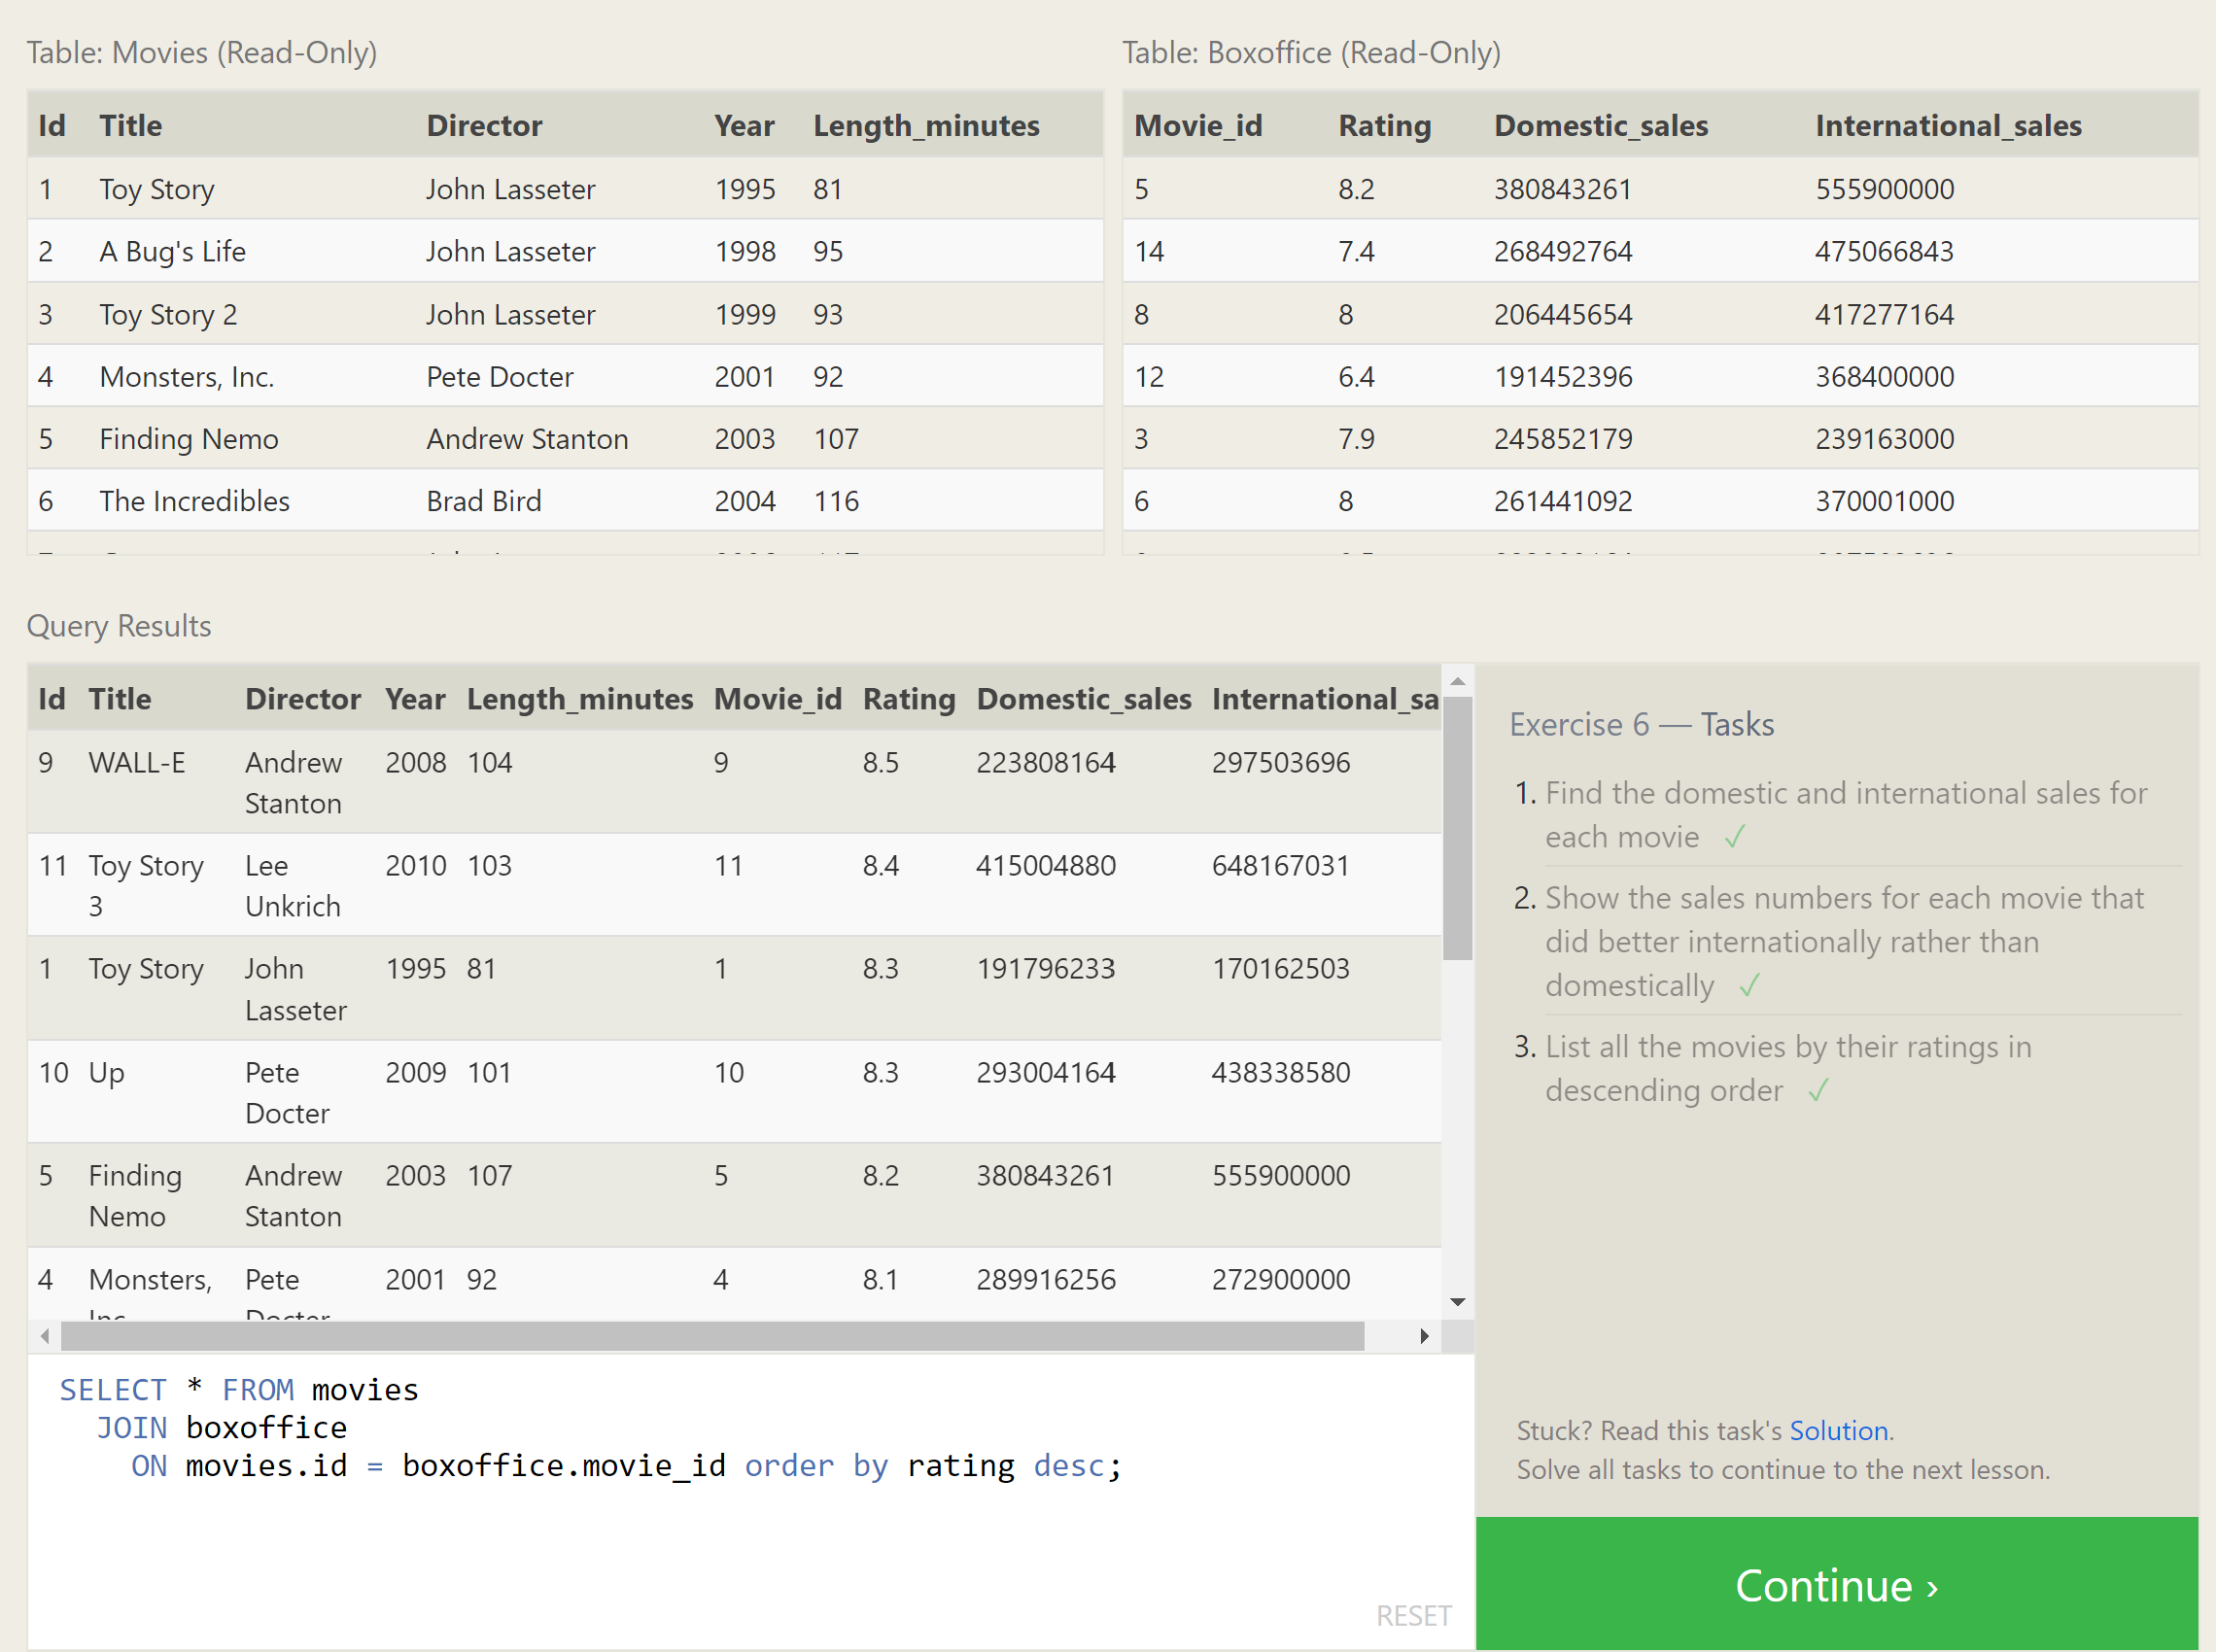 Table: Movies (Read-Only)
Id Title Director Year Length_minutes
1 Toy Story John Lasseter 1995 81
2 A Bug's Life John Lasseter 1998 95
3 Toy Story 2 John Lasseter 1999 93
4 Monsters, Inc. Pete Docter 2001 92
5 Finding Nemo Andrew Stanton 2003 107
6 The Incredibles Brad Bird 2004 116
Table: Boxoffice (Read-Only)
Movie_id Rating Domestic_sales International_sales
5 8.2 380843261 555900000
14 7.4 268492764 475066843
8 8 206445654 417277164
12 6.4 191452396 368400000
3 7.9 245852179 239163000
6 8 261441092 370001000
Query Results
Id Title Director Year Length_minutes Movie_id Rating Domestic_sales International_sa
9 WALL-E Andrew 2008 104 9 8.5 223808164 297503696
Stanton
11 Toy Story Lee 2010 103 11 8.4 415004880 648167031
3 Unkrich
1 Toy Story John 1995 81 1 8.3 191796233 170162503
Lasseter
10 Up Pete 2009 101 10 8.3 293004164 438338580
Docter
5 Finding Andrew 2003 107 5 8.2 380843261 555900000
Nemo Stanton
4 Monsters, Pete 2001 92 4 8.1 289916256 272900000
SELECT * FROM movies
JOIN boxoffice
ON movies.id = boxoffice.movie_id order by rating desc;
RESET
Exercise 6 — Tasks
1. Find the domestic and international sales for
each movie ✓
2. Show the sales numbers for each movie that
did better internationally rather than
domestically ✓
3. List all the movies by their ratings in
descending order ✓
Stuck? Read this task's Solution.
Solve all tasks to continue to the next lesson.
Continue ›